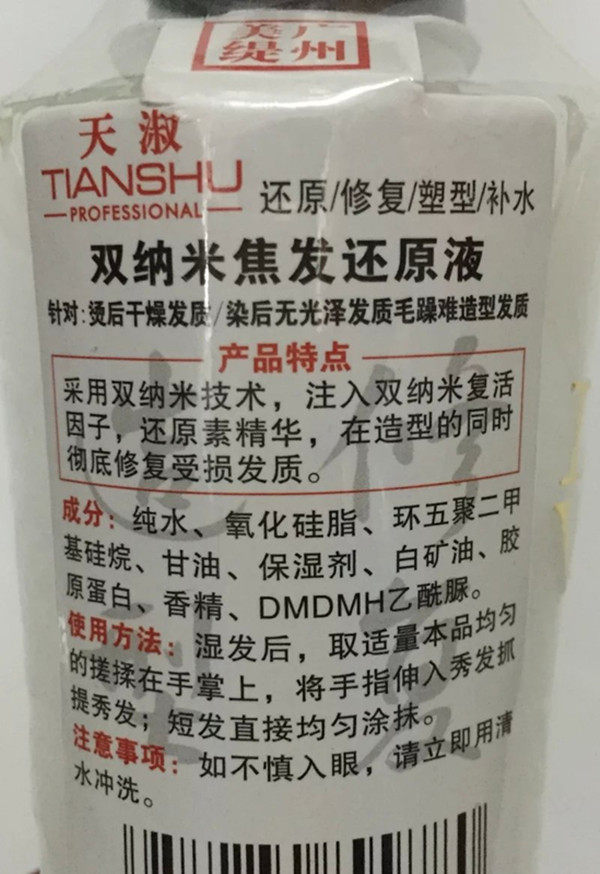 美广
缇州
天淑
TIANSHU
PROFESSIONAL
还原/修复/塑型/补水
双纳米焦发还原液
针对:烫后干燥发质/染后无光泽发质毛躁难造型发质
产品特点
采用双纳米技术，注入双纳米复活
因子，还原素精华，在造型的同时
彻底修复受损发质。
成分：纯水、氧化硅脂、环五聚二甲
基硅烷、甘油、保湿剂、白矿油、胶
原蛋白、香精、DMDMH乙酰脲。
使用方法：湿发后，取适量本品均匀
的搓揉在手掌上，将手指伸入秀发抓
提秀发；短发直接均匀涂抹。
注意事项：如不慎入眼，请立即用清
水冲洗。